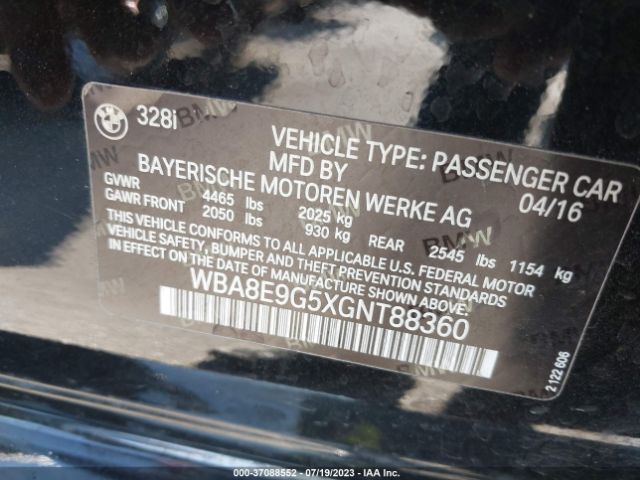 328i
VEHICLE TYPE: PASSENGER CAR
MFD BY 04/16
BAYERISCHE MOTOREN WERKE AG
GVWR 4465 lbs 2025 kg
GAWR FRONT 2050 lbs 930 kg REAR 2545 lbs 1154 kg
THIS VEHICLE CONFORMS TO ALL APPLICABLE U.S. FEDERAL MOTOR
VEHICLE SAFETY, BUMPER AND THEFT PREVENTION STANDARDS
IN EFFECT ON THE DATE OF MANUFACTURE SHOWN ABOVE.
WBA8E9G5XGNT88360
2 122 606
000-37088552 / 07/19/2023 - IAA Inc.